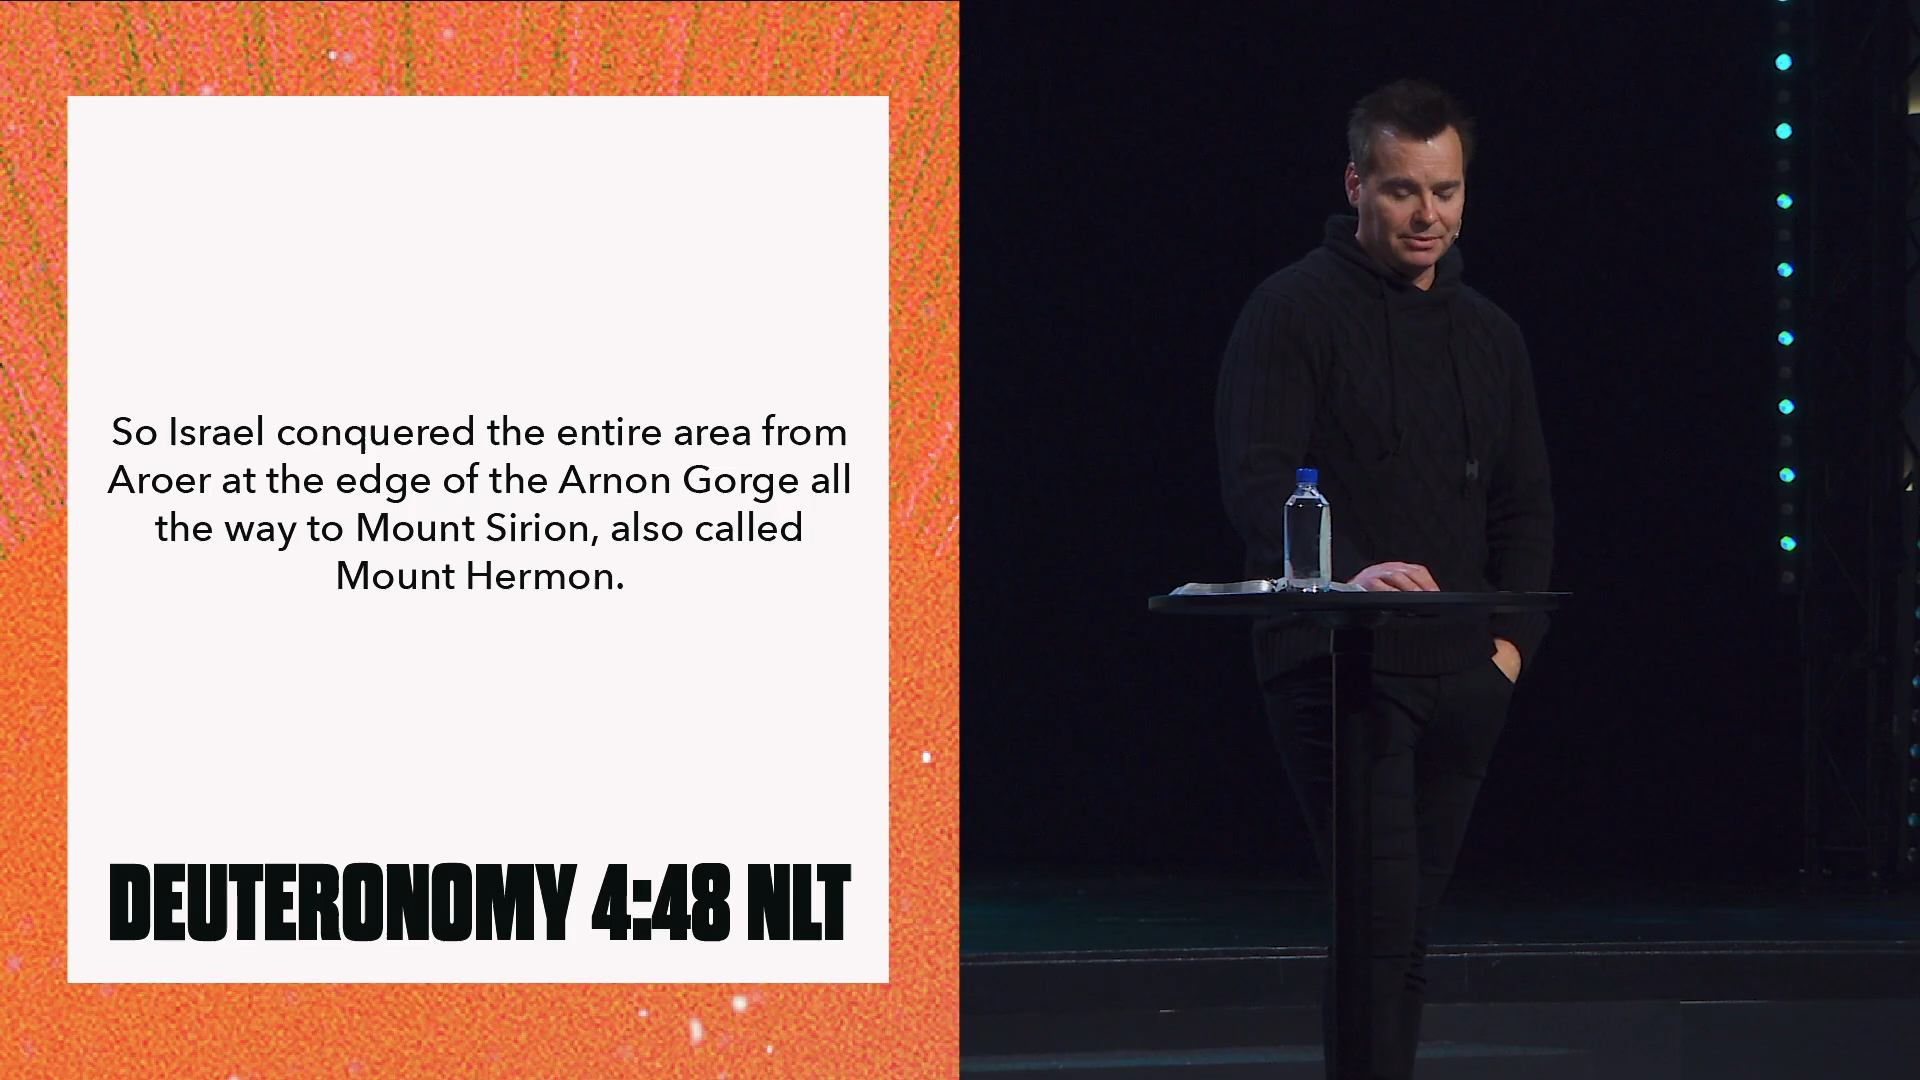 So Israel conquered the entire area from
Aroer at the edge of the Arnon Gorge all
the way to Mount Sirion, also called
Mount Hermon.
DEUTERONOMY 4:48 NLT